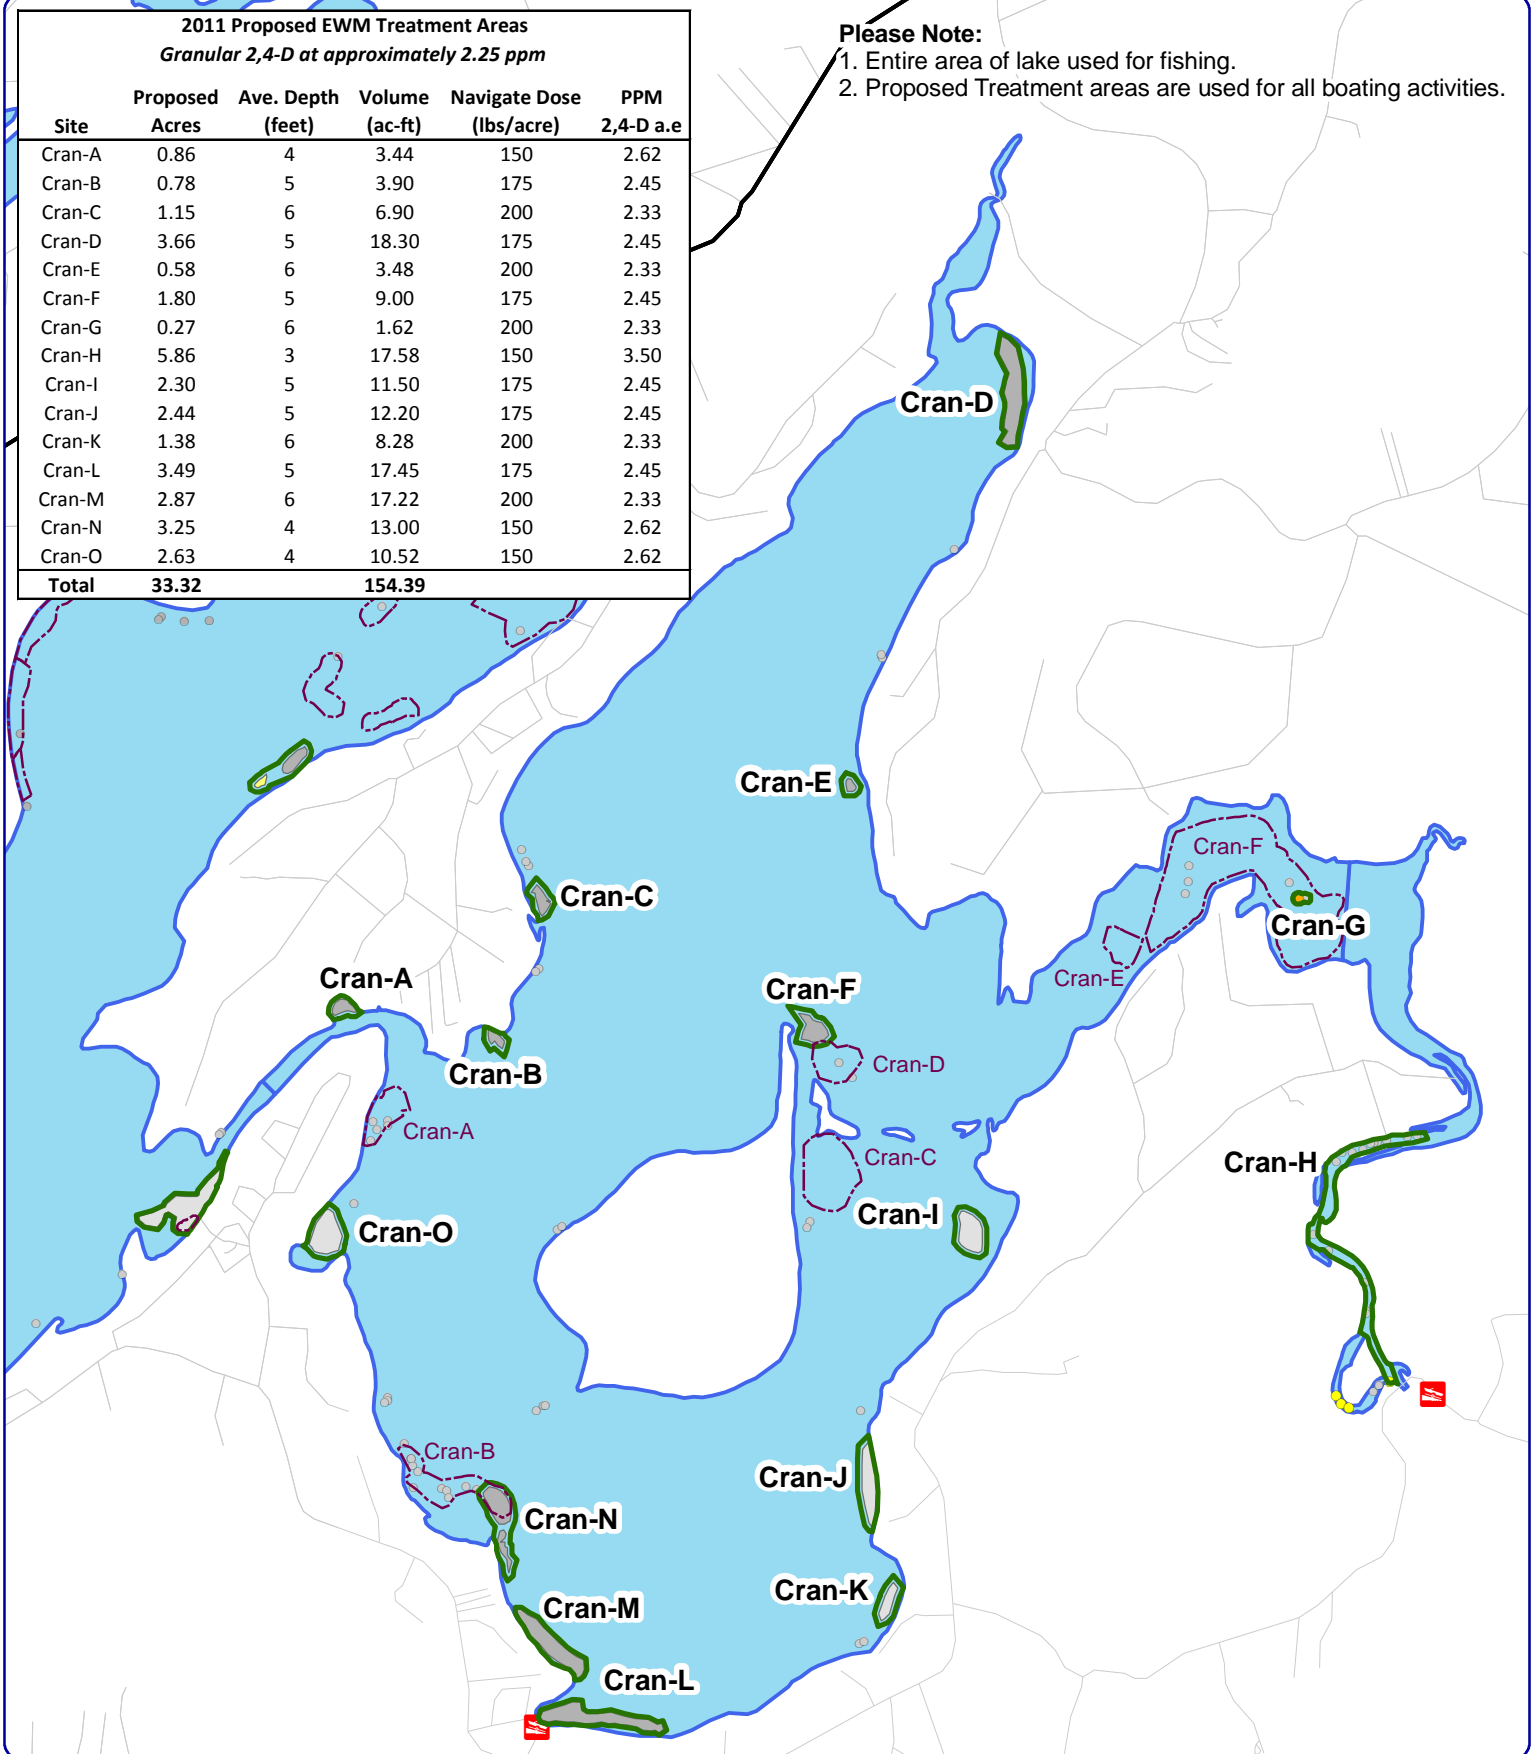 2011 Proposed EWM Treatment Areas
Granular 2,4-D at approximately 2.25 ppm
Proposed Ave. Depth Volume Navigate Dose PPM
Site Acres (feet) (ac-ft) (lbs/acre) 2,4-D a.e
Cran-A 0.86 4 3.44 150 2.62
Cran-B 0.78 5 3.90 175 2.45
Cran-C 1.15 6 6.90 200 2.33
Cran-D 3.66 5 18.30 175 2.45
Cran-E 0.58 6 3.48 200 2.33
Cran-F 1.80 5 9.00 175 2.45
Cran-G 0.27 6 1.62 200 2.33
Cran-H 5.86 3 17.58 150 3.50
Cran-I 2.30 5 11.50 175 2.45
Cran-J 2.44 5 12.20 175 2.45
Cran-K 1.38 6 8.28 200 2.33
Cran-L 3.49 5 17.45 175 2.45
Cran-M 2.87 6 17.22 200 2.33
Cran-N 3.25 4 13.00 150 2.62
Cran-O 2.63 4 10.52 150 2.62
Total 33.32 154.39
Please Note:
1. Entire area of lake used for fishing.
2. Proposed Treatment areas are used for all boating activities.
Cran-D
Cran-E
Cran-F
Cran-C
Cran-G
Cran-E
Cran-A
Cran-F
Cran-D
Cran-B
Cran-A
Cran-C
Cran-H
Cran-I
Cran-O
Cran-B
Cran-J
Cran-N
Cran-K
Cran-M
Cran-L